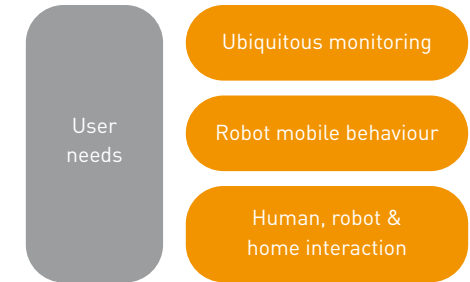 User
needs
Ubiquitous monitoring
Robot mobile behaviour
Human, robot &
home interaction